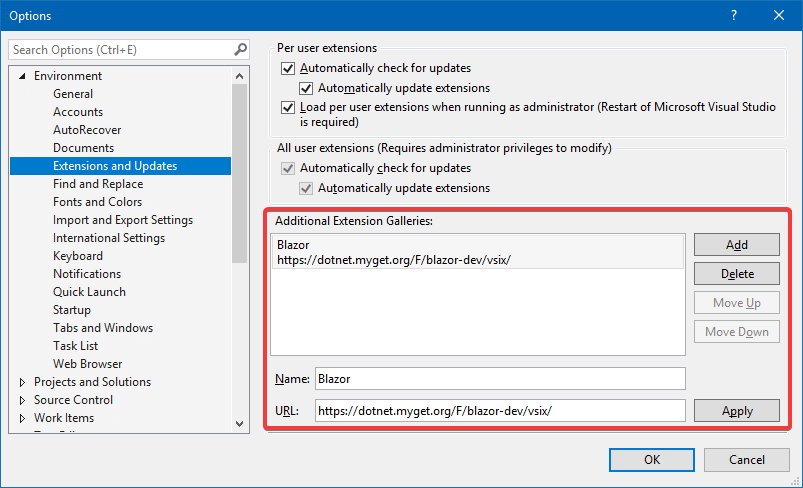 Options
Search Options (Ctrl+E)
Environment
General
Accounts
AutoRecover
Documents
Extensions and Updates
Find and Replace
Fonts and Colors
Import and Export Settings
International Settings
Keyboard
Notifications
Quick Launch
Startup
Tabs and Windows
Task List
Web Browser
Projects and Solutions
Source Control
Work Items
Per user extensions
Automatically check for updates
Automatically update extensions
Load per user extensions when running as administrator (Restart of Microsoft Visual Studio
is required)
All user extensions (Requires administrator privileges to modify)
Automatically check for updates
Automatically update extensions
Additional Extension Galleries:
Blazor
https://dotnet.myget.org/F/blazor-dev/vsix/
Add
Delete
Move Up
Move Down
Name: Blazor
URL: https://dotnet.myget.org/F/blazor-dev/vsix/
Apply
OK
Cancel